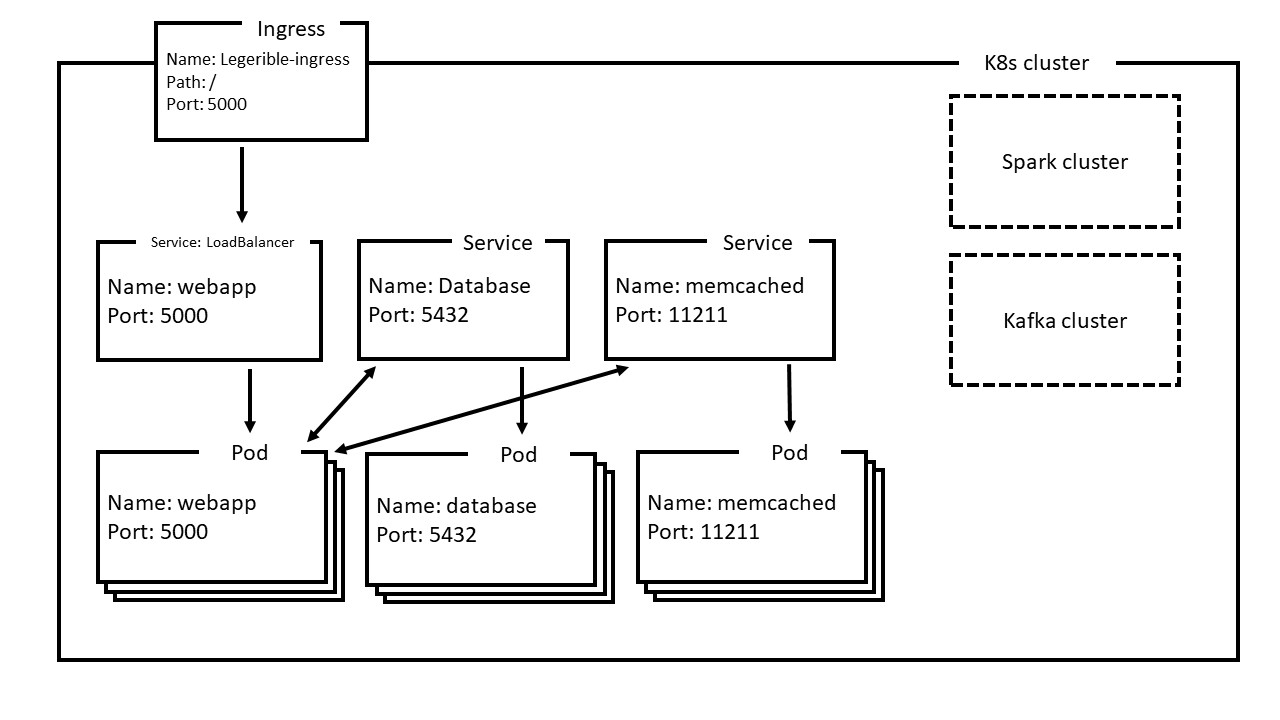 Ingress
Name: Legerible-ingress
Path: /
Port: 5000
K8s cluster
Spark cluster
Kafka cluster
Service: LoadBalancer
Name: webapp
Port: 5000
Service
Name: Database
Port: 5432
Service
Name: memcached
Port: 11211
Pod
Name: webapp
Port: 5000
Pod
Name: database
Port: 5432
Pod
Name: memcached
Port: 11211